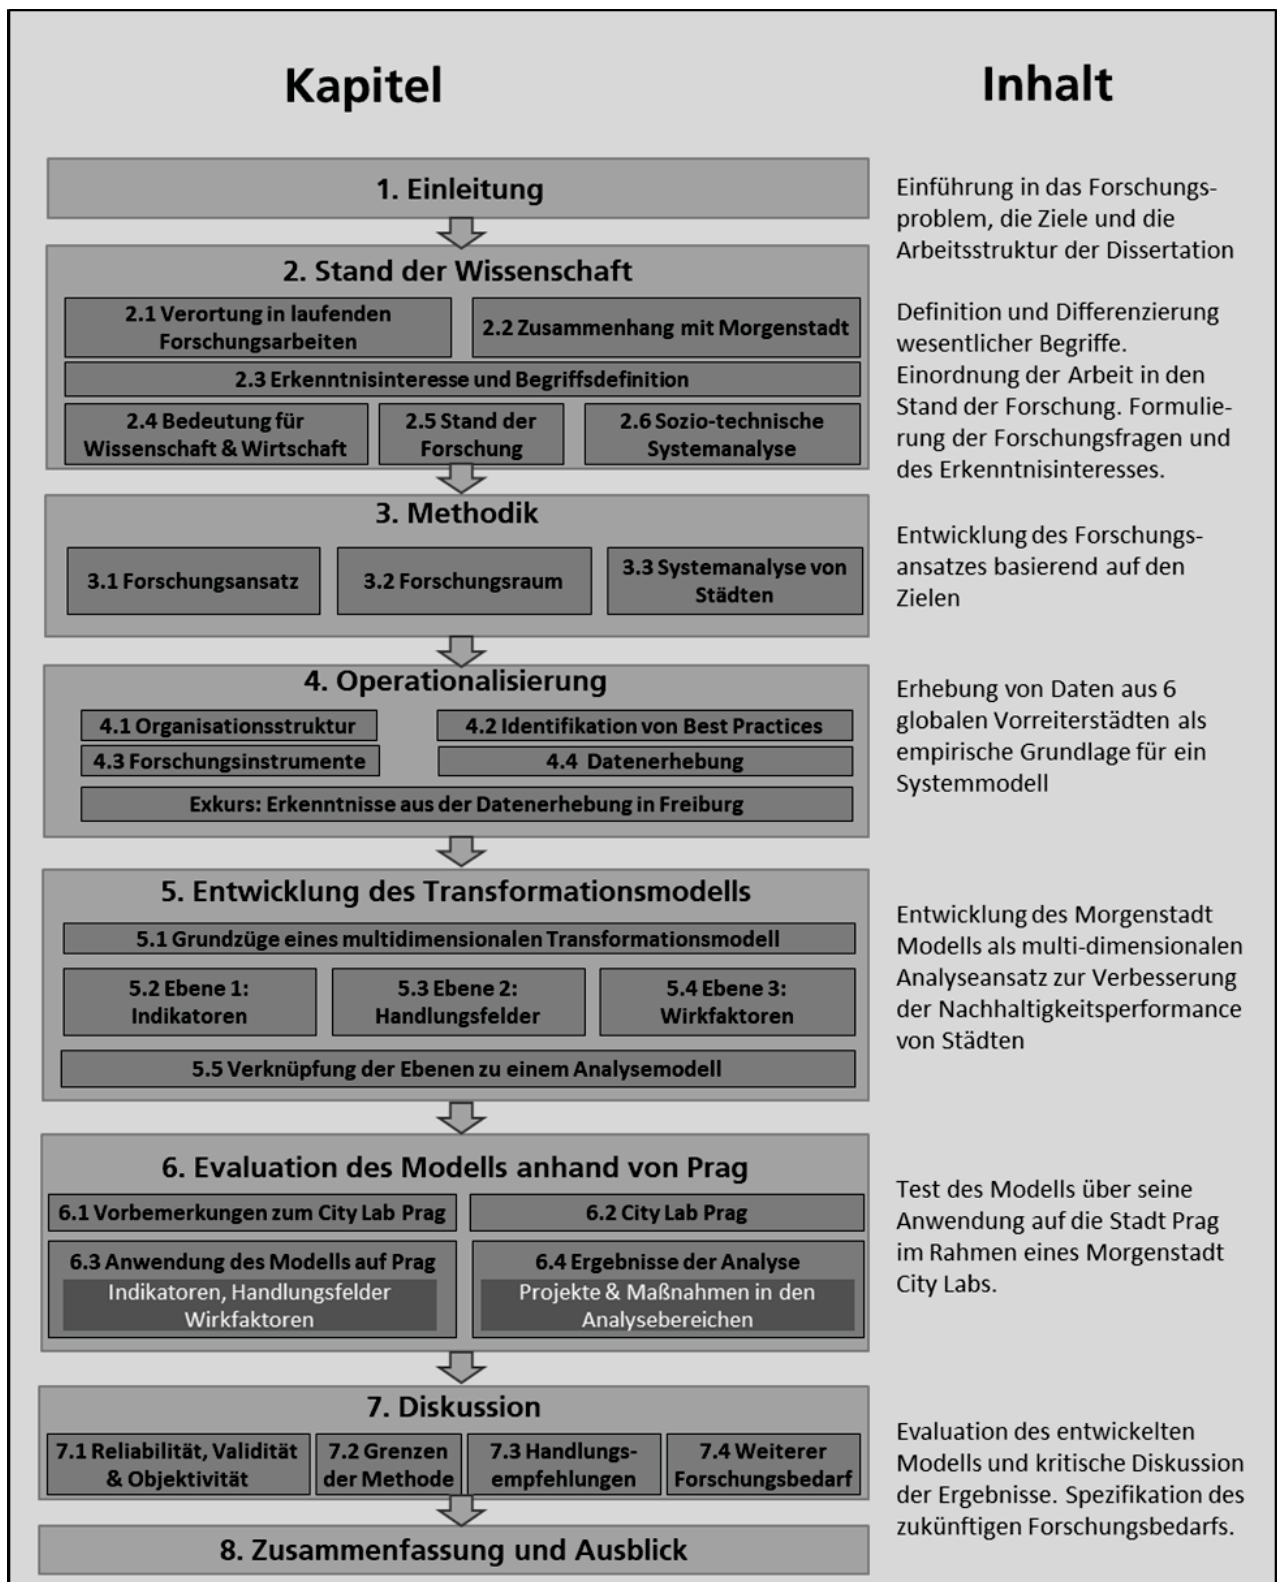 Kapitel
Inhalt
1. Einleitung
Einführung in das Forschungs-
problem, die Ziele und die
Arbeitsstruktur der Dissertation
2. Stand der Wissenschaft
2.1 Verortung in laufenden
Forschungsarbeiten
2.2 Zusammenhang mit Morgenstadt
2.3 Erkenntnisinteresse und Begriffsdefinition
2.4 Bedeutung für
Wissenschaft & Wirtschaft
2.5 Stand der
Forschung
2.6 Sozio-technische
Systemanalyse
Definition und Differenzierung
wesentlicher Begriffe.
Einordnung der Arbeit in den
Stand der Forschung. Formulie-
rung der Forschungsfragen und
des Erkenntnisinteresses.
3. Methodik
3.1 Forschungsansatz
3.2 Forschungsraum
3.3 Systemanalyse von
Städten
Entwicklung des Forschungs-
ansatzes basierend auf den
Zielen
4. Operationalisierung
4.1 Organisationsstruktur
4.2 Identifikation von Best Practices
4.3 Forschungsinstrumente
4.4 Datenerhebung
Exkurs: Erkenntnisse aus der Datenerhebung in Freiburg
Erhebung von Daten aus 6
globalen Vorreiterstädten als
empirische Grundlage für ein
Systemmodell
5. Entwicklung des Transformationsmodells
5.1 Grundzüge eines multidimensionalen Transformationsmodell
5.2 Ebene 1:
Indikatoren
5.3 Ebene 2:
Handlungsfelder
5.4 Ebene 3:
Wirkfaktoren
5.5 Verknüpfung der Ebenen zu einem Analysemodell
Entwicklung des Morgenstadt
Modells als multi-dimensionalen
Analyseansatz zur Verbesserung
der Nachhaltigkeitsperformance
von Städten
6. Evaluation des Modells anhand von Prag
6.1 Vorbemerkungen zum City Lab Prag
6.2 City Lab Prag
6.3 Anwendung des Modells auf Prag
Indikatoren, Handlungsfelder
Wirkfaktoren
6.4 Ergebnisse der Analyse
Projekte & Maßnahmen in den
Analysebereichen
Test des Modells über seine
Anwendung auf die Stadt Prag
im Rahmen eines Morgenstadt
City Labs.
7. Diskussion
7.1 Reliabilität, Validität
& Objektivität
7.2 Grenzen
der Methode
7.3 Handlungs-
empfehlungen
7.4 Weiterer
Forschungsbedarf
Evaluation des entwickelten
Modells und kritische Diskussion
der Ergebnisse. Spezifikation des
zukünftigen Forschungsbedarfs.
8. Zusammenfassung und Ausblick